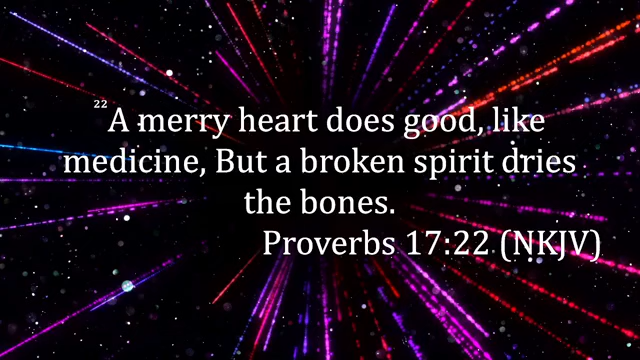 ²²A merry heart does good, like
medicine, But a broken spirit dries
the bones.
Proverbs 17:22 (NKJV)